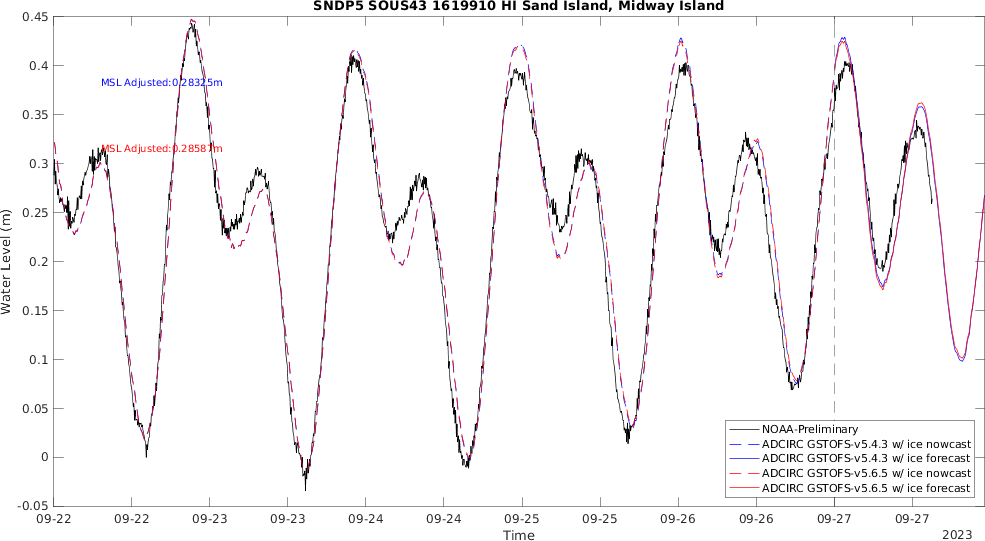 SNDP5 SOUS43 1619910 HI Sand Island, Midway Island
0.45
0.4
0.35
0.3
0.25
0.2
0.15
0.1
0.05
0
-0.05
Water Level (m)
MSL Adjusted:0.28325m
MSL Adjusted:0.28587m
NOAA-Preliminary
ADCIRC GSTOFS-v5.4.3 w/ ice nowcast
ADCIRC GSTOFS-v5.4.3 w/ ice forecast
ADCIRC GSTOFS-v5.6.5 w/ ice nowcast
ADCIRC GSTOFS-v5.6.5 w/ ice forecast
09-22 09-22 09-23 09-23 09-24 09-24 09-25 09-25 09-26 09-26 09-27 09-27
Time
2023